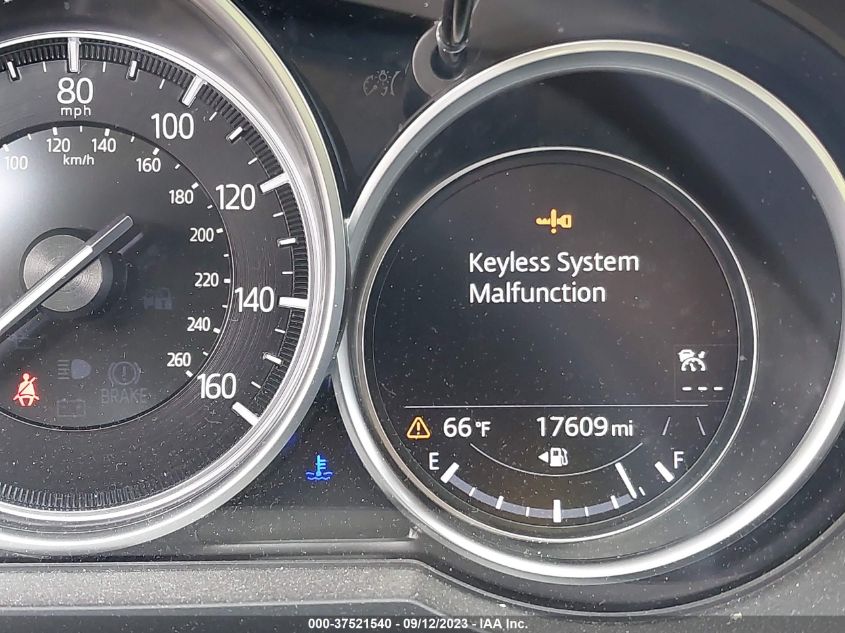 80
mph
100
120
140
160
100
120
140
km/h
160
180
200
220
240
260
BRAKE
Keyless System
Malfunction
---
66 °F
17609 mi
E
F
000-37521540 - 09/12/2023 - IAA Inc.